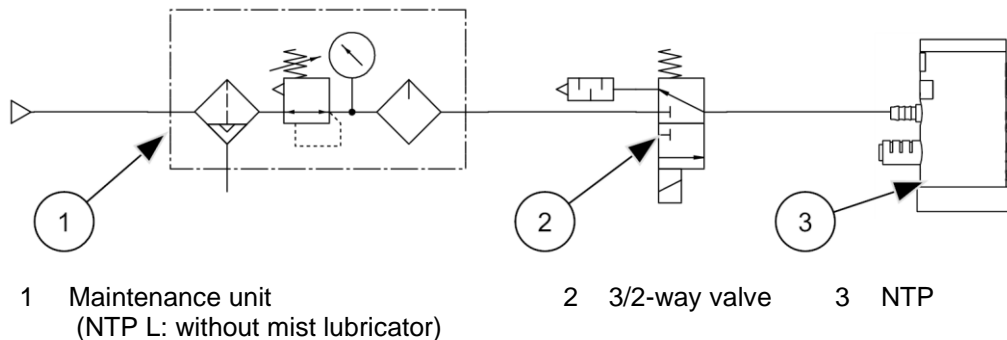 1
2
3
1 Maintenance unit 2 3/2-way valve 3 NTP
(NTP L: without mist lubricator)